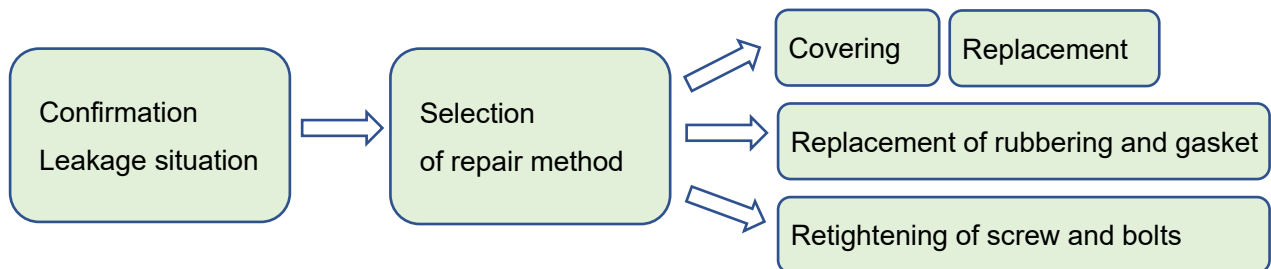 Confirmation
Leakage situation
Selection
of repair method
Covering
Replacement
Replacement of rubbering and gasket
Retightening of screw and bolts